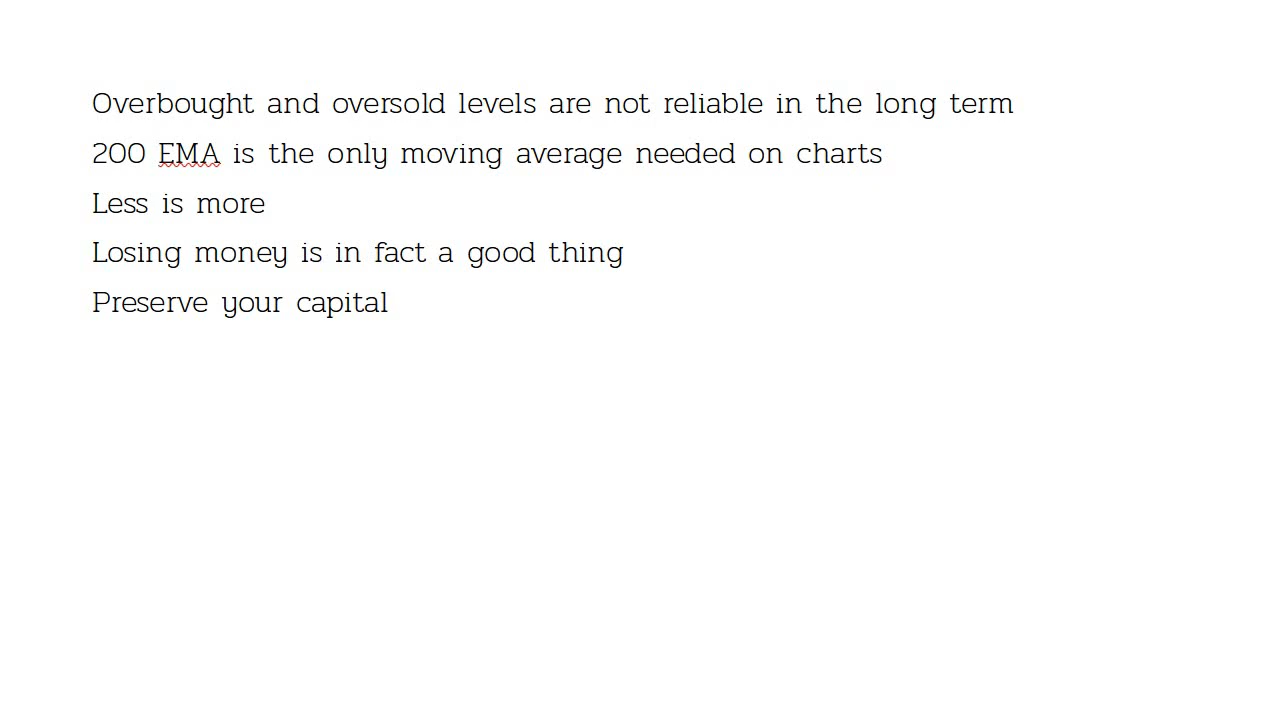 Overbought and oversold levels are not reliable in the long term
200 EMA is the only moving average needed on charts
Less is more
Losing money is in fact a good thing
Preserve your capital